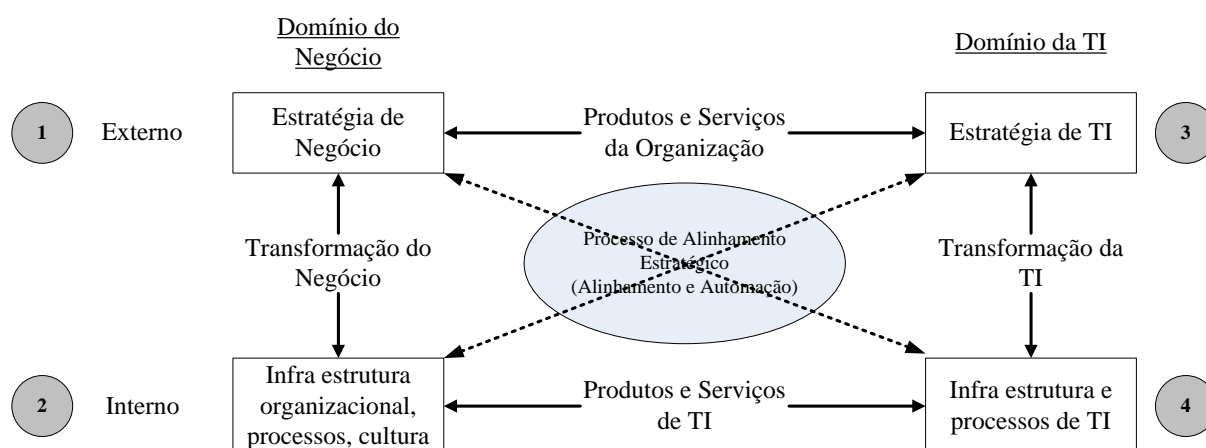 Domínio do
Negócio
Domínio da TI
1
Externo
Estratégia de
Negócio
Produtos e Serviços
da Organização
Estratégia de TI
3
Transformação do
Negócio
Processo de Alinhamento
Estratégico
(Alinhamento e Automação)
Transformação da
TI
2
Interno
Infra estrutura
organizacional,
processos, cultura
Produtos e Serviços
de TI
Infra estrutura e
processos de TI
4